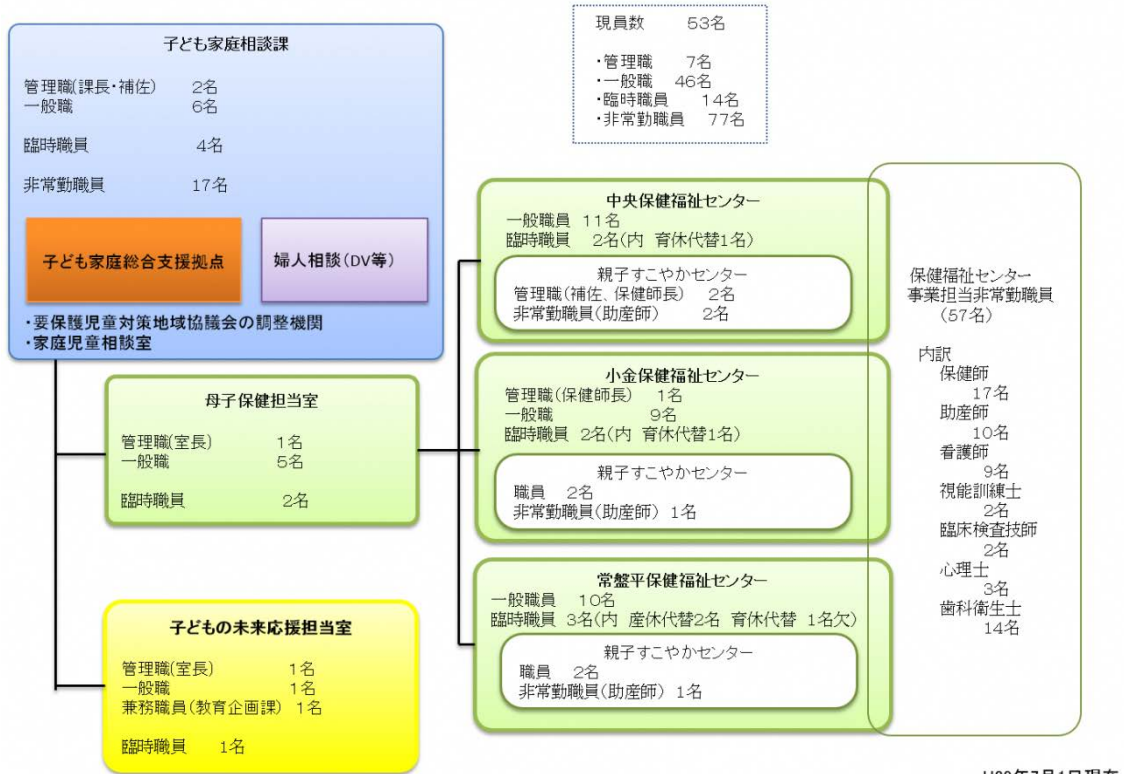 現員数 53名
・管理職 7名
・一般職 46名
・臨時職員 14名
・非常勤職員 77名
子ども家庭相談課
管理職(課長・補佐) 2名
一般職 6名
臨時職員 4名
非常勤職員 17名
子ども家庭総合支援拠点
婦人相談(DV等)
・要保護児童対策地域協議会の調整機関
・家庭児童相談室
母子保健担当室
管理職(室長) 1名
一般職 5名
臨時職員 2名
子どもの未来応援担当室
管理職(室長) 1名
一般職 1名
兼務職員(教育企画課) 1名
臨時職員 1名
中央保健福祉センター
一般職員 11名
臨時職員 2名(内 育休代替1名)
親子すこやかセンター
管理職(補佐、保健師長) 2名
非常勤職員(助産師) 2名
小金保健福祉センター
管理職(保健師長) 1名
一般職 9名
臨時職員 2名(内 育休代替1名)
親子すこやかセンター
職員 2名
非常勤職員(助産師) 1名
常盤平保健福祉センター
一般職員 10名
臨時職員 3名(内 産休代替2名 育休代替 1名欠)
親子すこやかセンター
職員 2名
非常勤職員(助産師) 1名
保健福祉センター
事業担当非常勤職員
(57名)
内訳
保健師
17名
助産師
10名
看護師
9名
視能訓練士
2名
臨床検査技師
2名
心理士
3名
歯科衛生士
14名